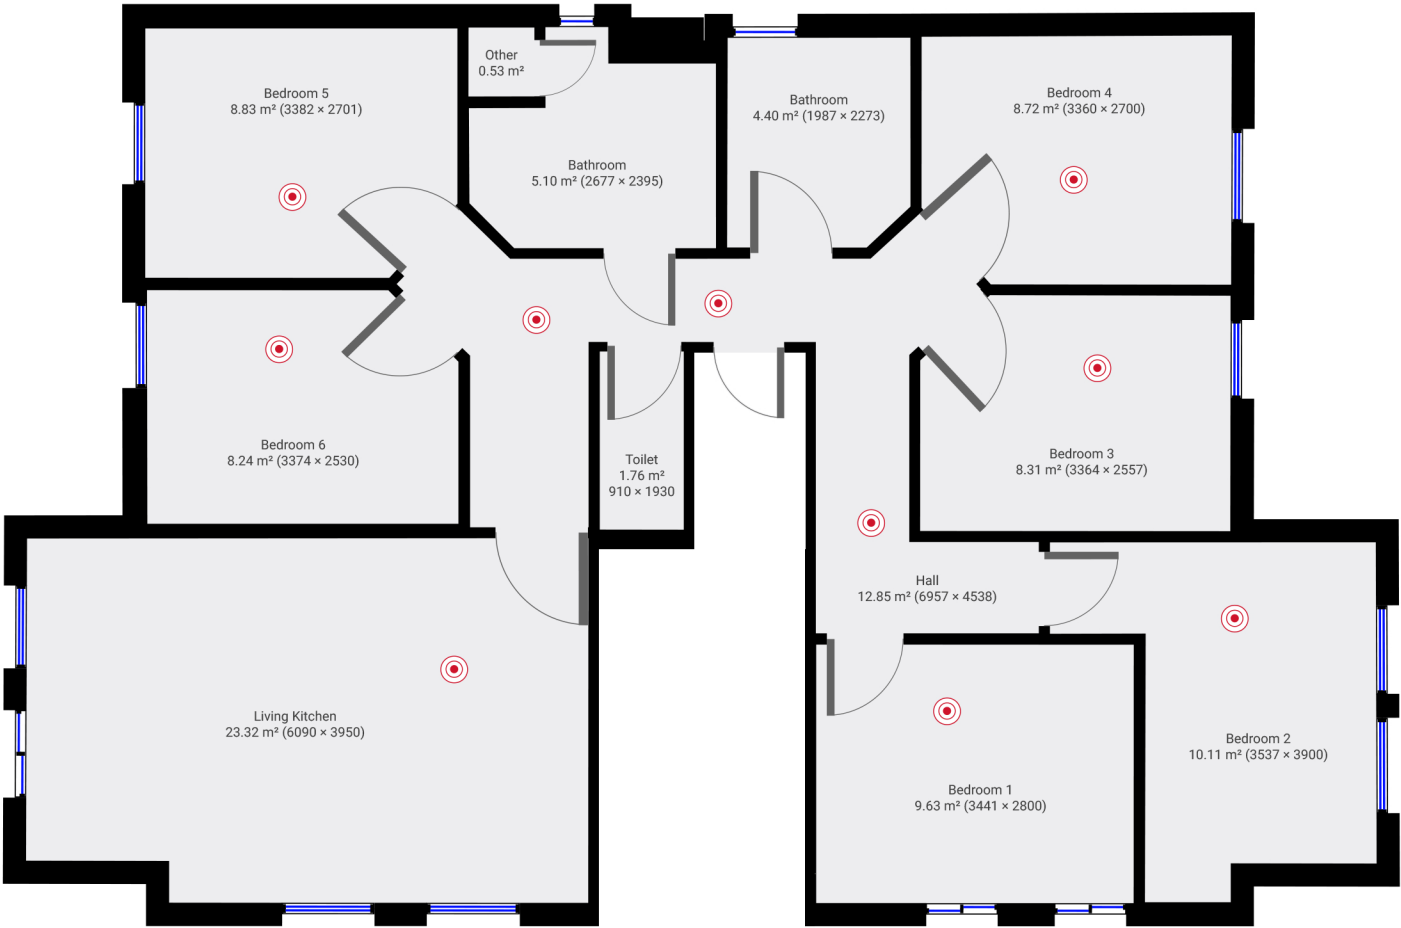 Other
0.53 m²
Bedroom 5
8.83 m² (3382 × 2701)
Bathroom
4.40 m² (1987 × 2273)
Bedroom 4
8.72 m² (3360 × 2700)
Bathroom
5.10 m² (2677 × 2395)
Bedroom 6
8.24 m² (3374 × 2530)
Toilet
1.76 m²
910 × 1930
Bedroom 3
8.31 m² (3364 × 2557)
Hall
12.85 m² (6957 × 4538)
Living Kitchen
23.32 m² (6090 × 3950)
Bedroom 2
10.11 m² (3537 × 3900)
Bedroom 1
9.63 m² (3441 × 2800)